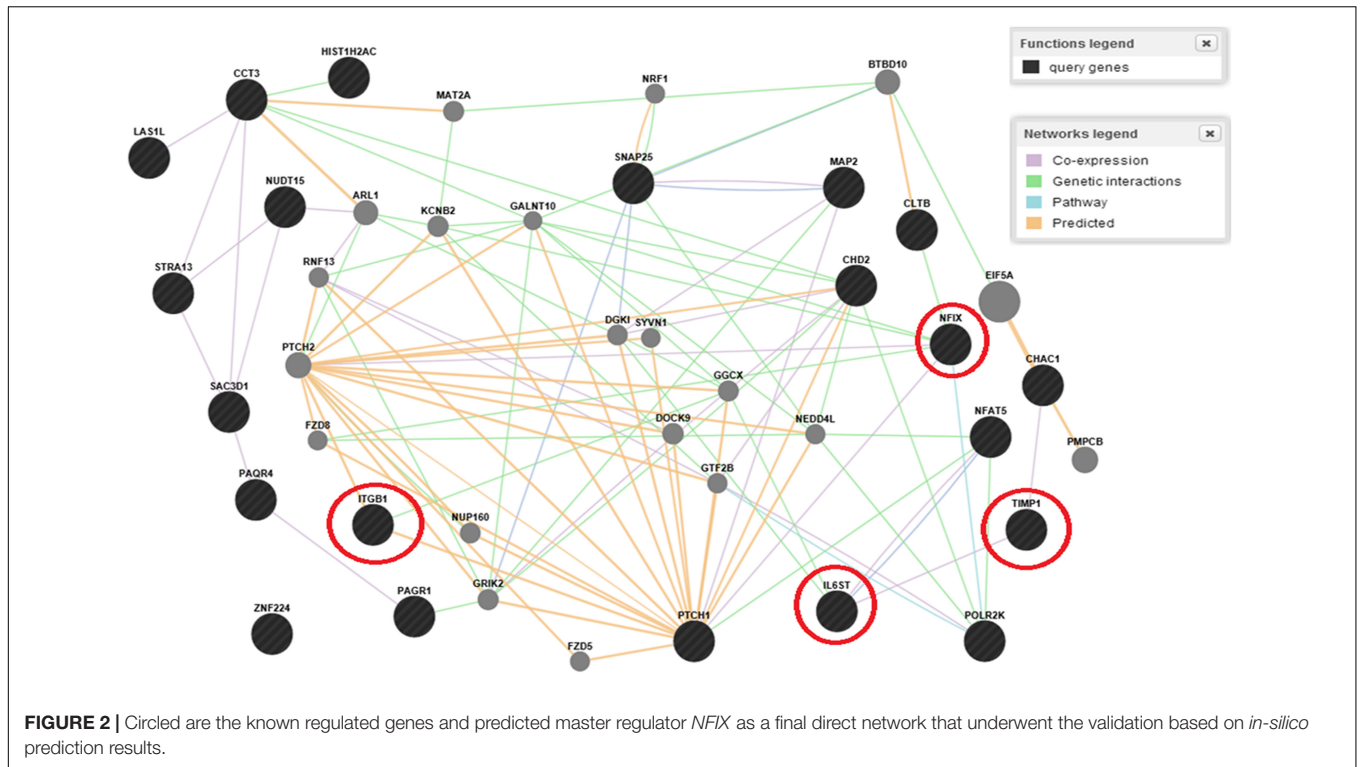 HIST1H2AC
CCT3
Functions legend
query genes
BTBD10
NRF1
MAT2A
LAS1L
Networks legend
Co-expression
Genetic interactions
Pathway
Predicted
SNAP25
MAP2
NUDT15
ARL1
KCNB2
GALNT10
CLTB
RNF13
STRA13
CHD2
EIF5A
DGKI
SYVN1
NFIX
PTCH2
CHAC1
GGCX
SAC3D1
FZD8
DOCK9
NEDD4L
NFAT5
PMPCB
GTF2B
PAQR4
ITGB1
NUP160
TIMP1
GRIK2
IL6ST
PAGR1
ZNF224
PTCH1
POLR2K
FZD5
FIGURE 2 | Circled are the known regulated genes and predicted master regulator NFIX as a final direct network that underwent the validation based on in-silico
prediction results.